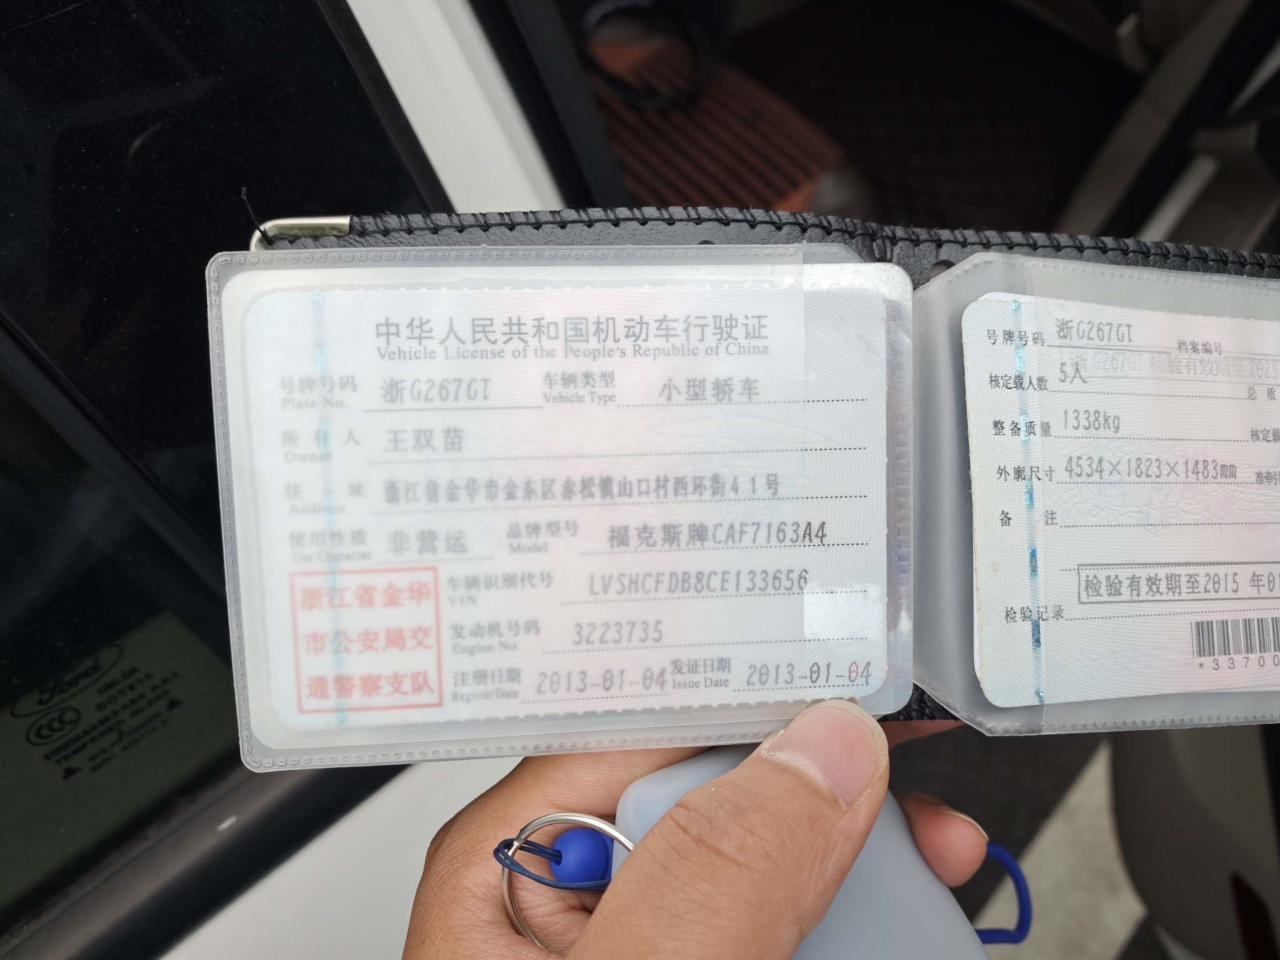 中华人民共和国机动车行驶证
Vehicle License of the People's Republic of China
号牌号码 浙G267GT 车辆类型 小型轿车
Plate No. Vehicle Type
所有人 王双苗
Owner
住址 浙江省金华市金东区赤松镇山口村西环街41号
Address
使用性质 非营运 品牌型号 福克斯牌CAF7163A4
Use Character Model
浙江省金华
市公安局交
通警察支队
车辆识别代号 LVSHCFDB8CE133656
VIN
发动机号码 3223735
Engine No.
注册日期 2013-01-04 发证日期 2013-01-04
Register Date Issue Date
号牌号码 浙G267GT 档案编号
核定载人数 5人 总质
整备质量 1338kg 核定
外廓尺寸 4534×1823×1483mm 准牵
备注
检验有效期至2015年0
检验记录
*33700
Ford
CCC